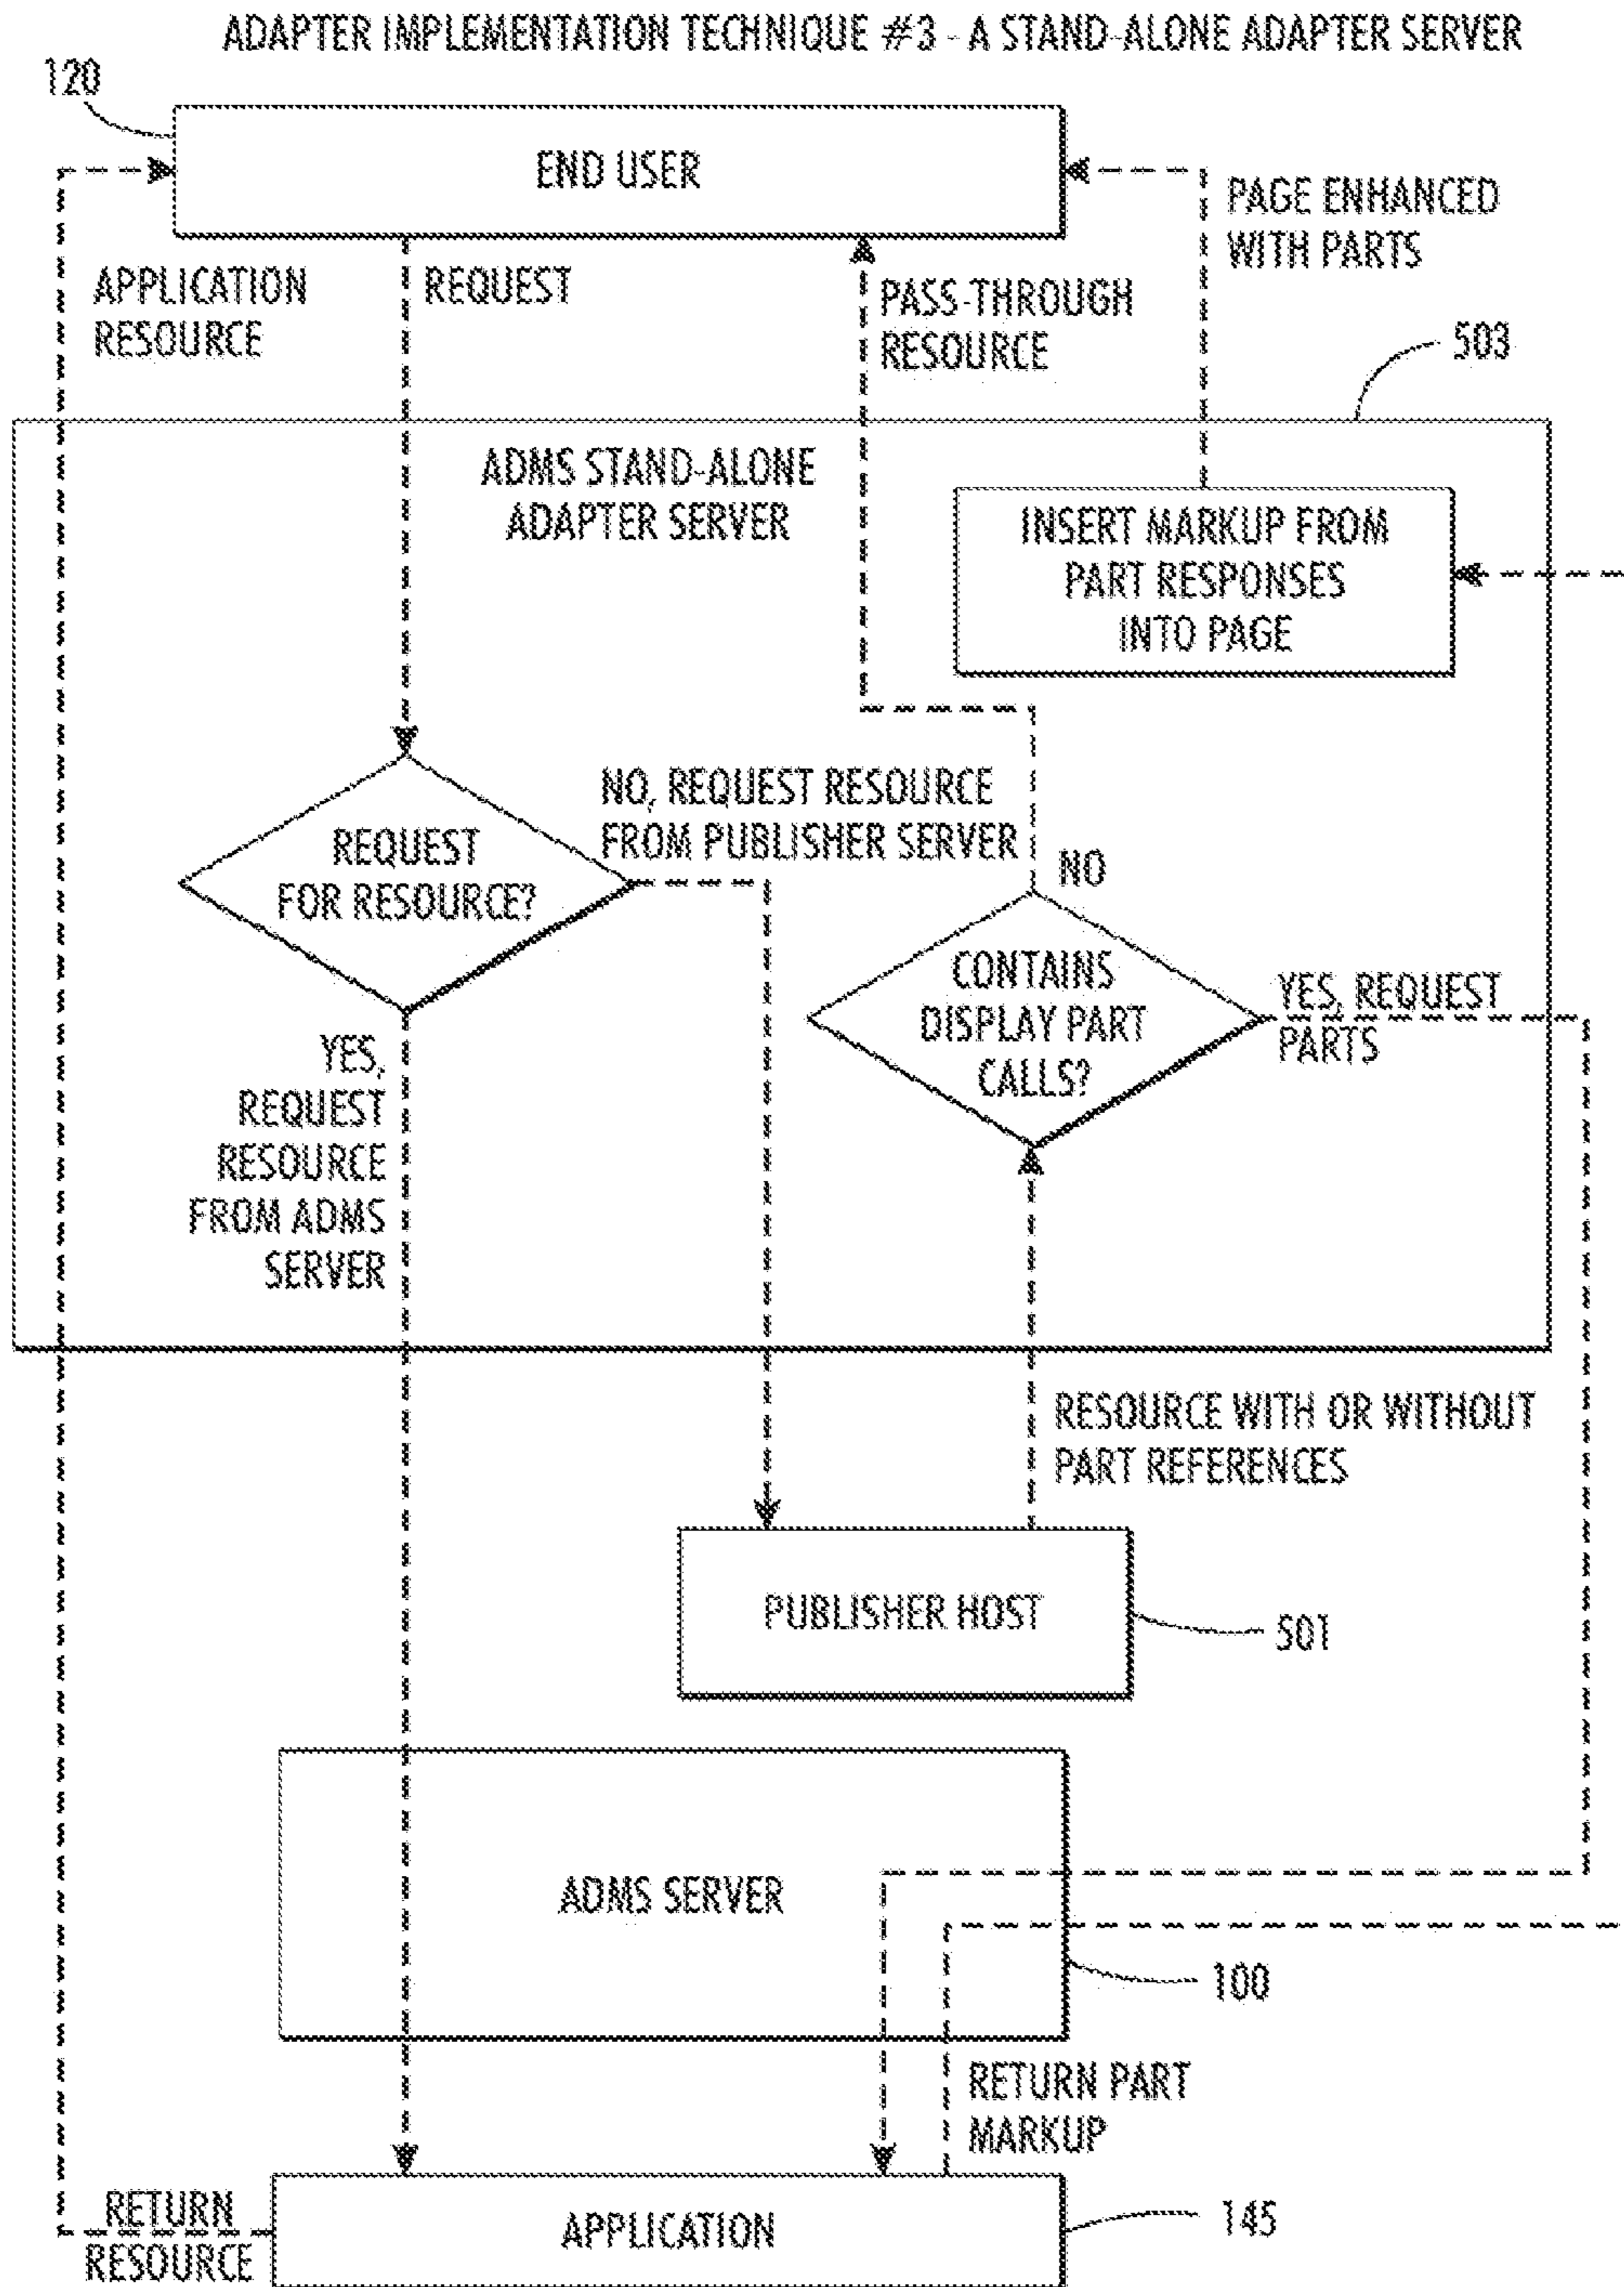 ADAPTER IMPLEMENTATION TECHNIQUE #3 - A STAND-ALONE ADAPTER SERVER
120
END USER
PAGE ENHANCED
WITH PARTS
APPLICATION
RESOURCE
REQUEST
PASS-THROUGH
RESOURCE
503
ADMS STAND-ALONE
ADAPTER SERVER
INSERT MARKUP FROM
PART RESPONSES
INTO PAGE
REQUEST
FOR RESOURCE?
NO, REQUEST RESOURCE
FROM PUBLISHER SERVER
NO
CONTAINS
DISPLAY PART
CALLS?
YES, REQUEST
PARTS
YES,
REQUEST
RESOURCE
FROM ADMS
SERVER
RESOURCE WITH OR WITHOUT
PART REFERENCES
PUBLISHER HOST
501
ADMS SERVER
100
RETURN PART
MARKUP
RETURN
RESOURCE
APPLICATION
145